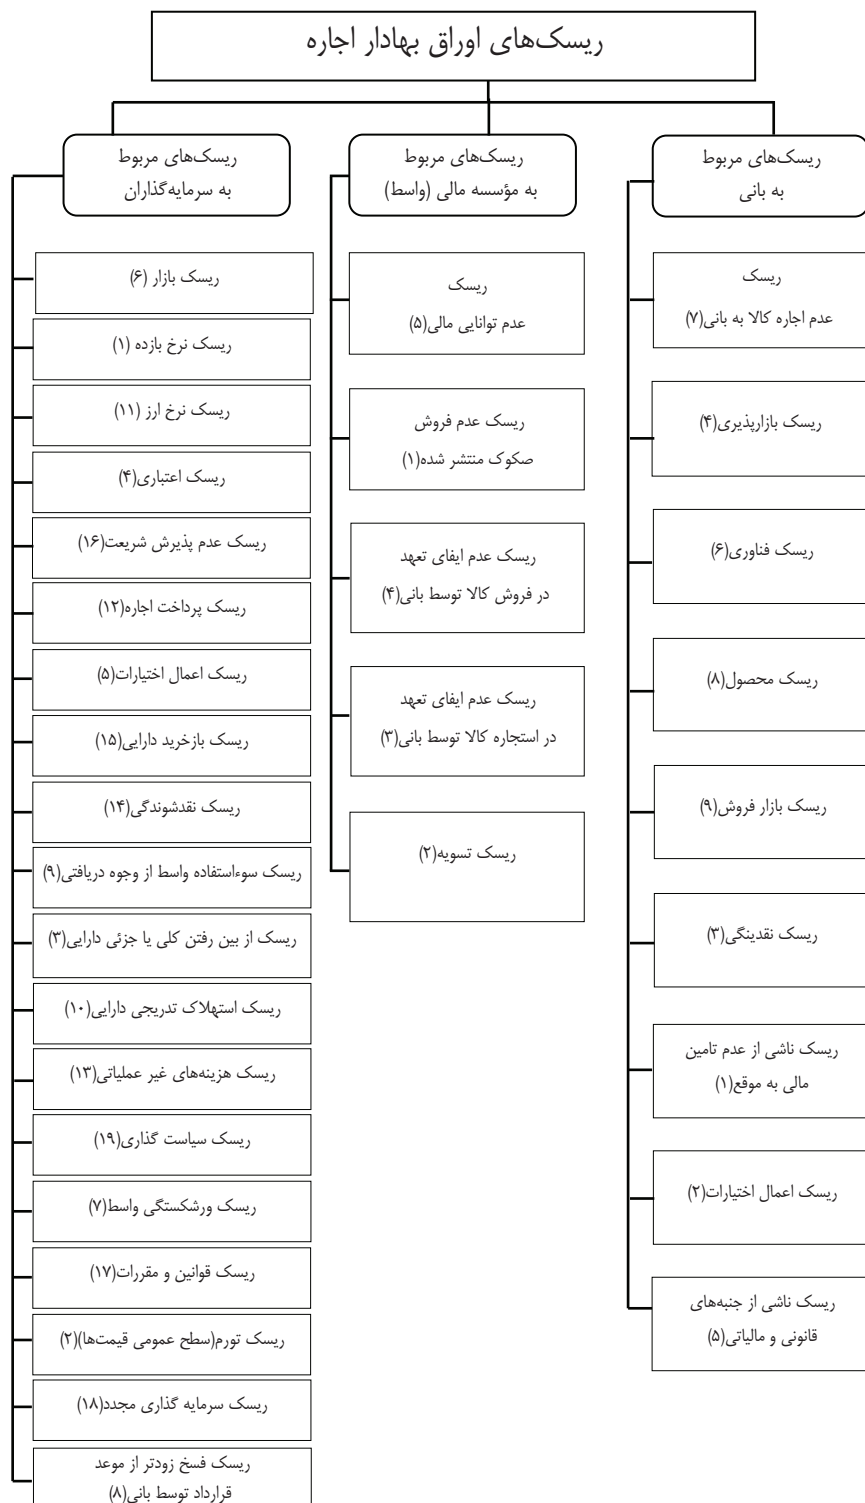 ریسک‌های اوراق بهادار اجاره
ریسک‌های مربوط
به بانی
ریسک
عدم اجاره کالا به بانی(۷)
ریسک بازارپذیری(۴)
ریسک فناوری(۶)
ریسک محصول(۸)
ریسک بازار فروش(۹)
ریسک نقدینگی(۳)
ریسک ناشی از عدم تامین
مالی به موقع(۱)
ریسک اعمال اختیارات(۲)
ریسک ناشی از جنبه‌های
قانونی و مالیاتی(۵)
ریسک‌های مربوط
به مؤسسه مالی (واسط)
ریسک
عدم توانایی مالی(۵)
ریسک عدم فروش
صکوک منتشر شده(۱)
ریسک عدم ایفای تعهد
در فروش کالا توسط بانی(۴)
ریسک عدم ایفای تعهد
در استجاره کالا توسط بانی(۳)
ریسک تسویه(۲)
ریسک‌های مربوط
به سرمایه‌گذاران
ریسک بازار (۶)
ریسک نرخ بازده (۱)
ریسک نرخ ارز (۱۱)
ریسک اعتباری(۴)
ریسک عدم پذیرش شریعت(۱۶)
ریسک پرداخت اجاره(۱۲)
ریسک اعمال اختیارات(۵)
ریسک بازخرید دارایی(۱۵)
ریسک نقدشوندگی(۱۴)
ریسک سوءاستفاده واسط از وجوه دریافتی(۹)
ریسک از بین رفتن کلی یا جزئی دارایی(۳)
ریسک استهلاک تدریجی دارایی(۱۰)
ریسک هزینه‌های غیر عملیاتی(۱۳)
ریسک سیاست گذاری(۱۹)
ریسک ورشکستگی واسط(۷)
ریسک قوانین و مقررات(۱۷)
ریسک تورم(سطح عمومی قیمت‌ها)(۲)
ریسک سرمایه گذاری مجدد(۱۸)
ریسک فسخ زودتر از موعد
قرارداد توسط بانی(۸)